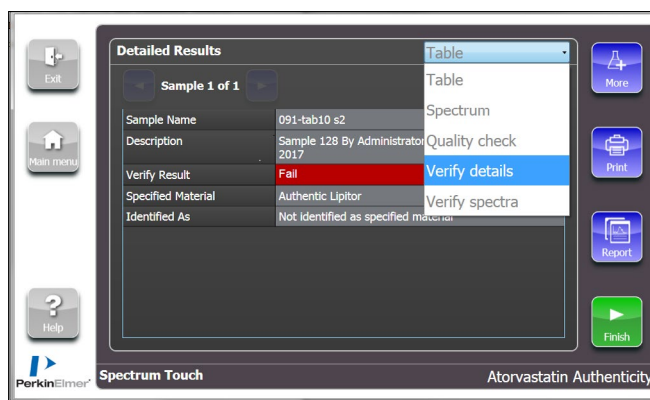 Exit
Main menu
Help
PerkinElmer
Detailed Results
Table
Sample 1 of 1
Table
Spectrum
Quality check
Verify details
Verify spectra
Sample Name 091-tab10 s2
Description Sample 128 By Administrator
2017
Verify Result Fail
Specified Material Authentic Lipitor
Identified As Not identified as specified material
More
Print
Report
Finish
Spectrum Touch
Atorvastatin Authenticity